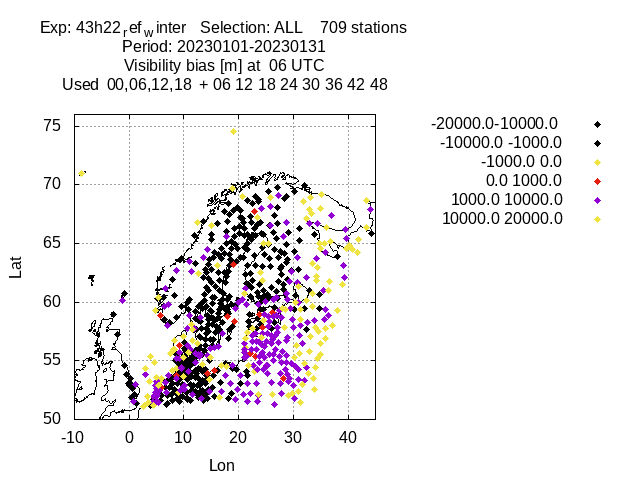 Exp: 43h22refwinter   Selection: ALL    709 stations
Period: 20230101-20230131
Visibility bias [m] at  06 UTC
Used  00,06,12,18  + 06 12 18 24 30 36 42 48
-20000.0-10000.0
-10000.0 -1000.0
-1000.0 0.0
0.0 1000.0
1000.0 10000.0
10000.0 20000.0
75
70
65
60
55
50
Lat
-10 0 10 20 30 40
Lon